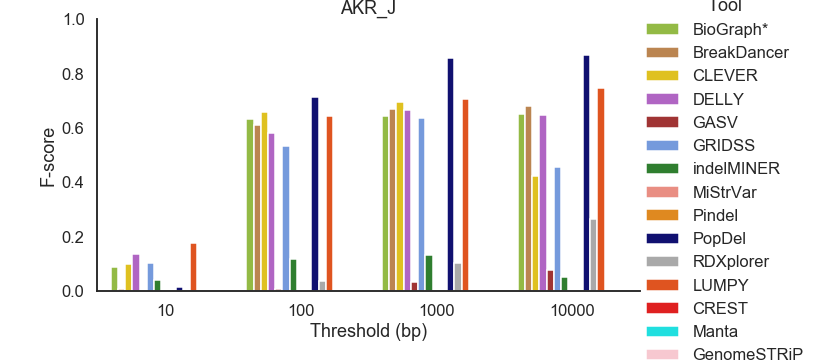 AKR_J
Tool
1.0
0.8
0.6
0.4
0.2
0.0
F-score
10
100
1000
10000
Threshold (bp)
BioGraph*
BreakDancer
CLEVER
DELLY
GASV
GRIDSS
indelMINER
MiStrVar
Pindel
PopDel
RDXplorer
LUMPY
CREST
Manta
GenomeSTRiP